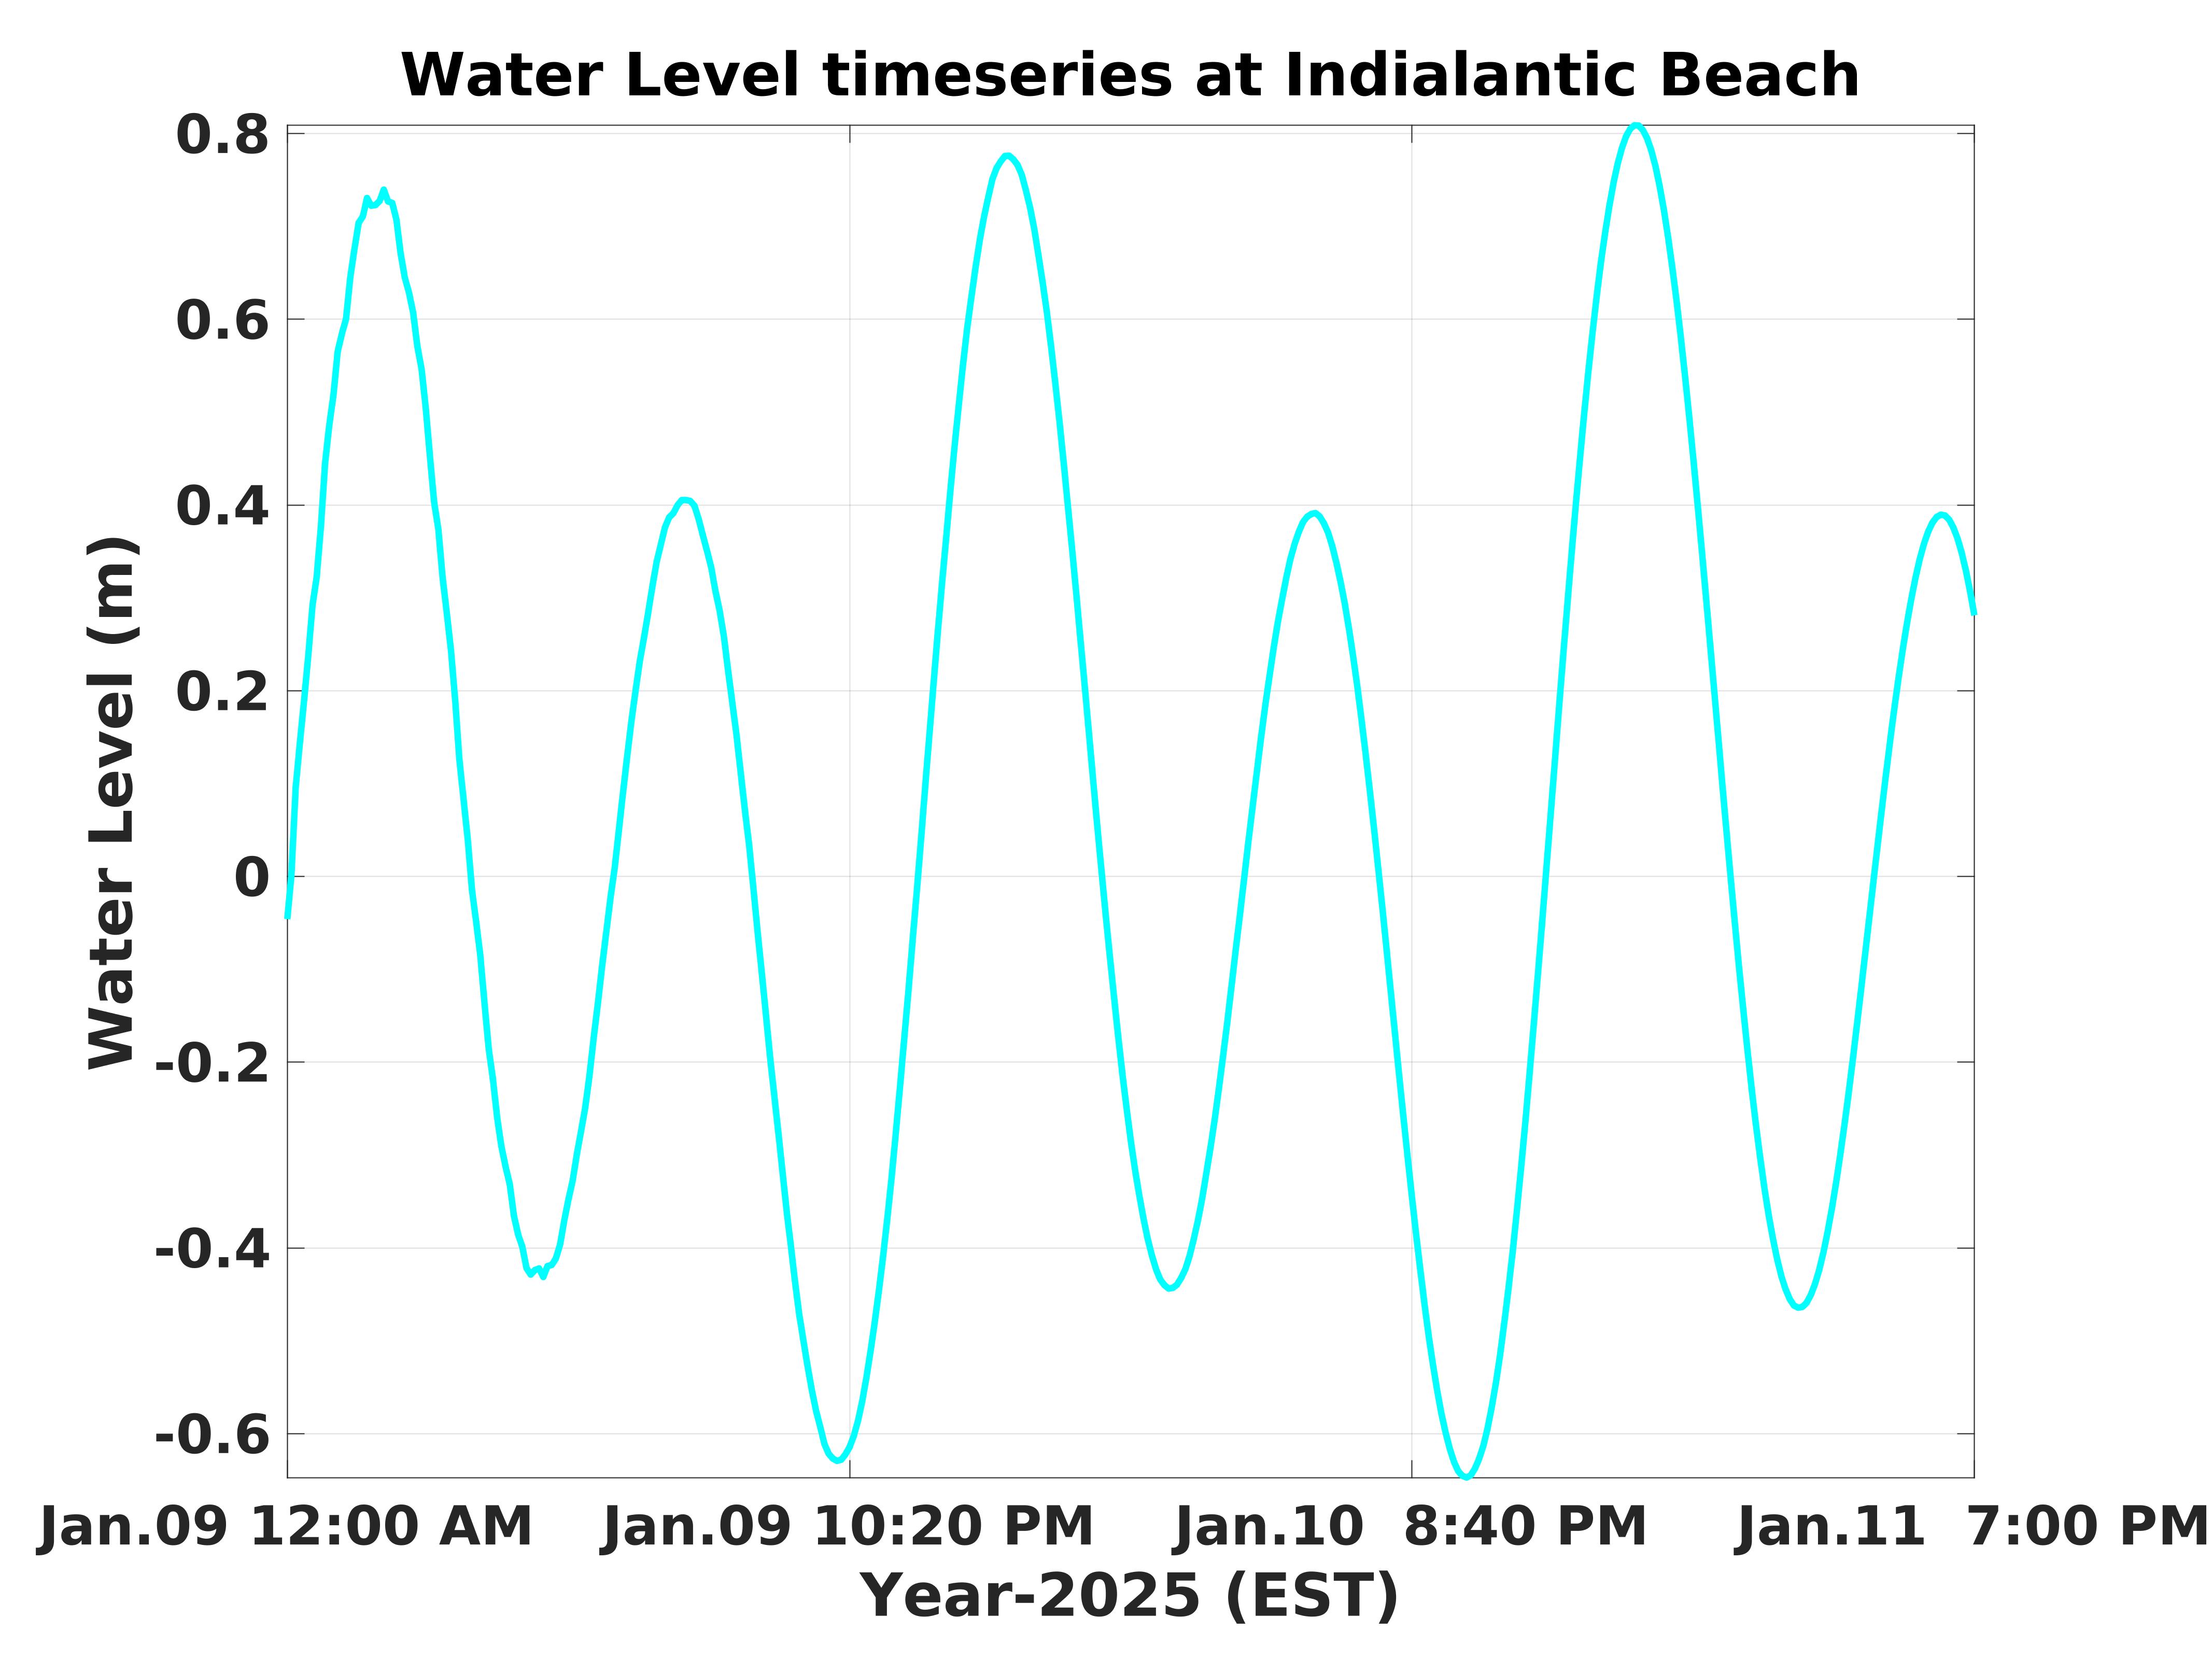 Water Level timeseries at Indialantic Beach
0.8
0.6
0.4
0.2
0
-0.2
-0.4
-0.6
Water Level (m)
Jan.09 12:00 AM Jan.09 10:20 PM Jan.10 8:40 PM Jan.11 7:00 PM
Year-2025 (EST)